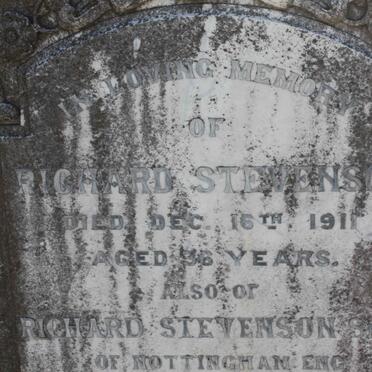 IN LOVING MEMORY
OF
RICHARD STEVENS
DIED DEC. 16TH 1911
AGED 36 YEARS.
ALSO OF
RICHARD STEVENSON
OF NOTTINGHAM ENG